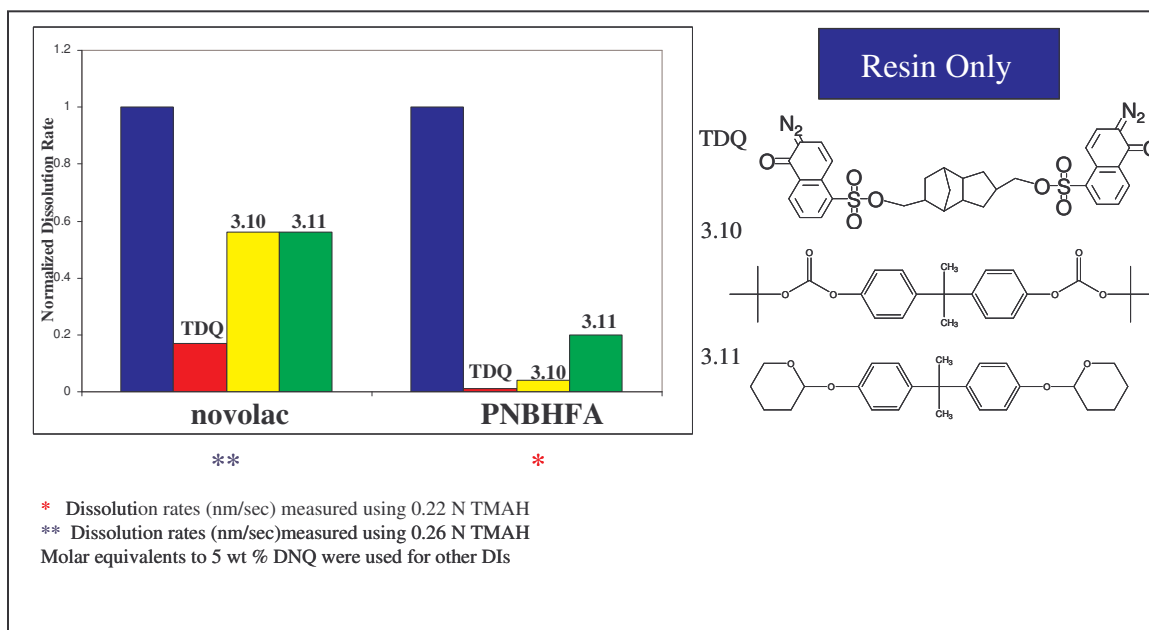 Normalized Dissolution Rate
1.2
1
0.8
0.6
0.4
0.2
0
TDQ
3.10
3.11
TDQ
3.10
3.11
novolac
PNBHFA
**
*
Resin Only
TDQ
N2
O
O
S
O
O
O
S
O
O
N2
O
3.10
O
O
O
CH3
CH3
O
O
O
3.11
O
O
CH3
CH3
O
O
* Dissolution rates (nm/sec) measured using 0.22 N TMAH
** Dissolution rates (nm/sec)measured using 0.26 N TMAH
Molar equivalents to 5 wt % DNQ were used for other DIs